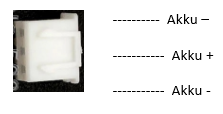 ---------- Akku –
----------- Akku +
----------- Akku -